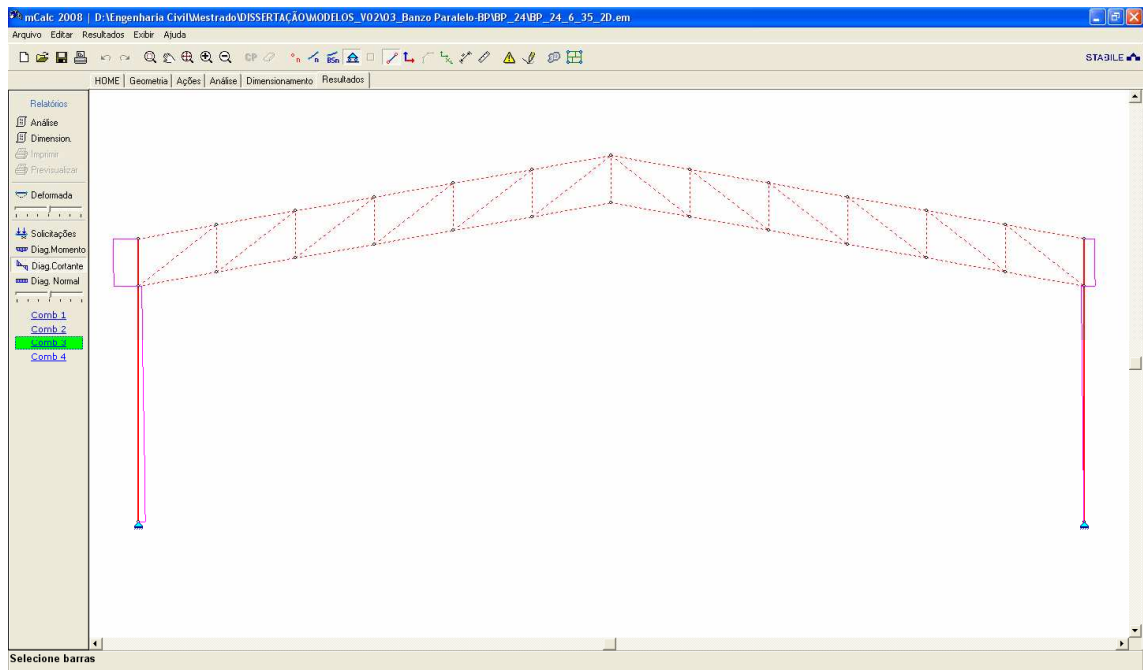 mCalc 2008 | D:\Engenharia Civil\Mestrado\DISSERTAÇÃO\MODELOS_V02\03_Banzo Paralelo-BP\BP_24\BP_24_6_35_2D.em
Arquivo Editar Resultados Exibir Ajuda
CP BSn STABILE
HOME Geometria Ações Análise Dimensionamento Resultados
Relatórios
Análise
Dimension.
Imprimir
Previsualizar
Deformada
Solicitações
Diag.Momento
Diag.Cortante
Diag. Normal
Comb 1
Comb 2
Comb 3
Comb 4
Selecione barras